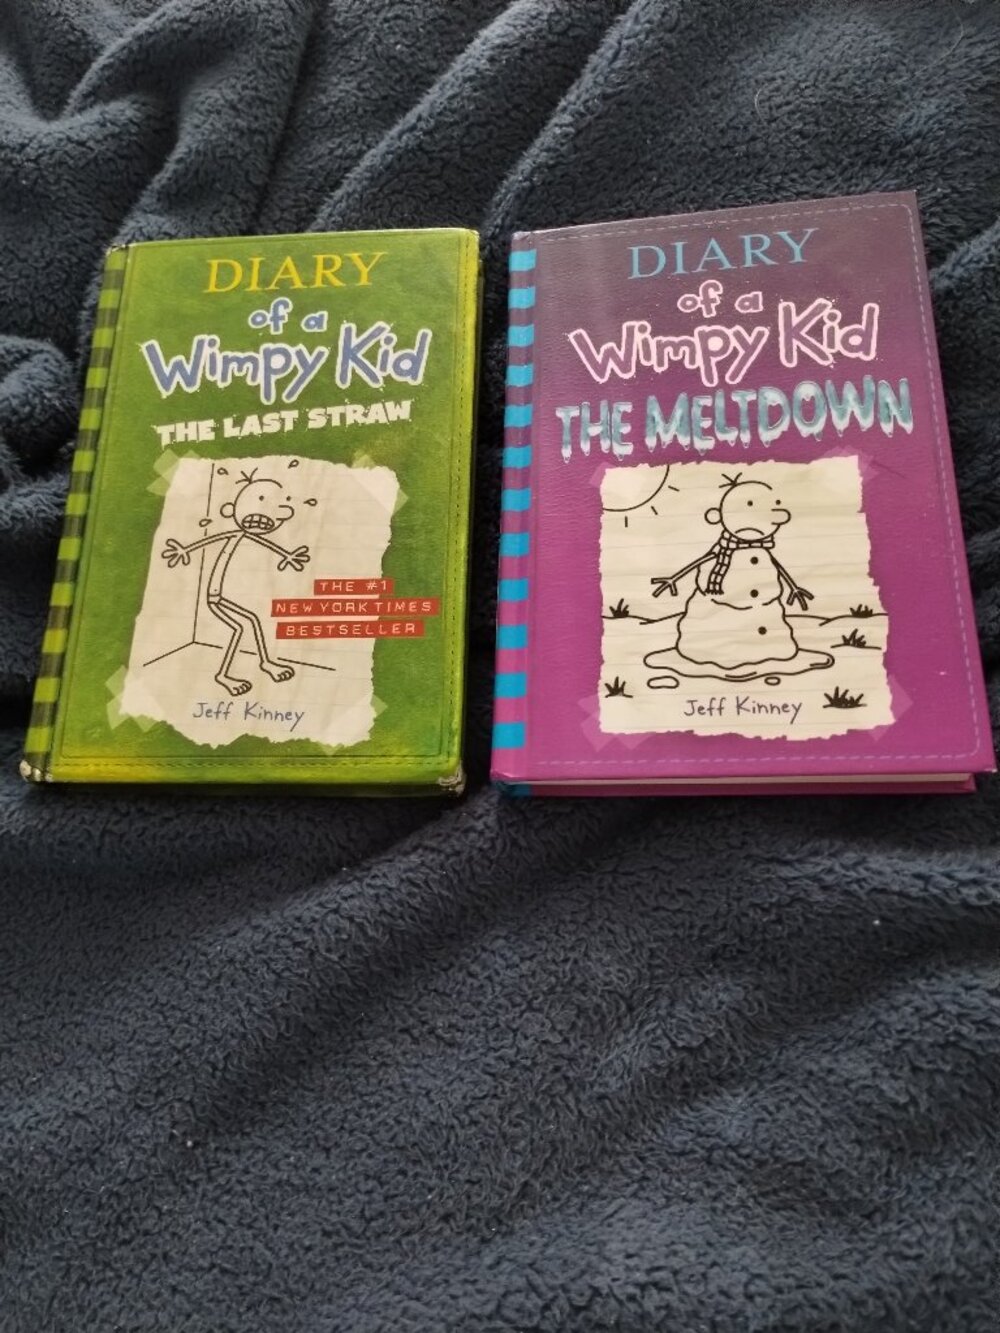 DIARY
of a
Wimpy Kid
THE LAST STRAW
THE #1
NEW YORK TIMES
BESTSELLER
Jeff Kinney
DIARY
of a
Wimpy Kid
THE MELTDOWN
Jeff Kinney